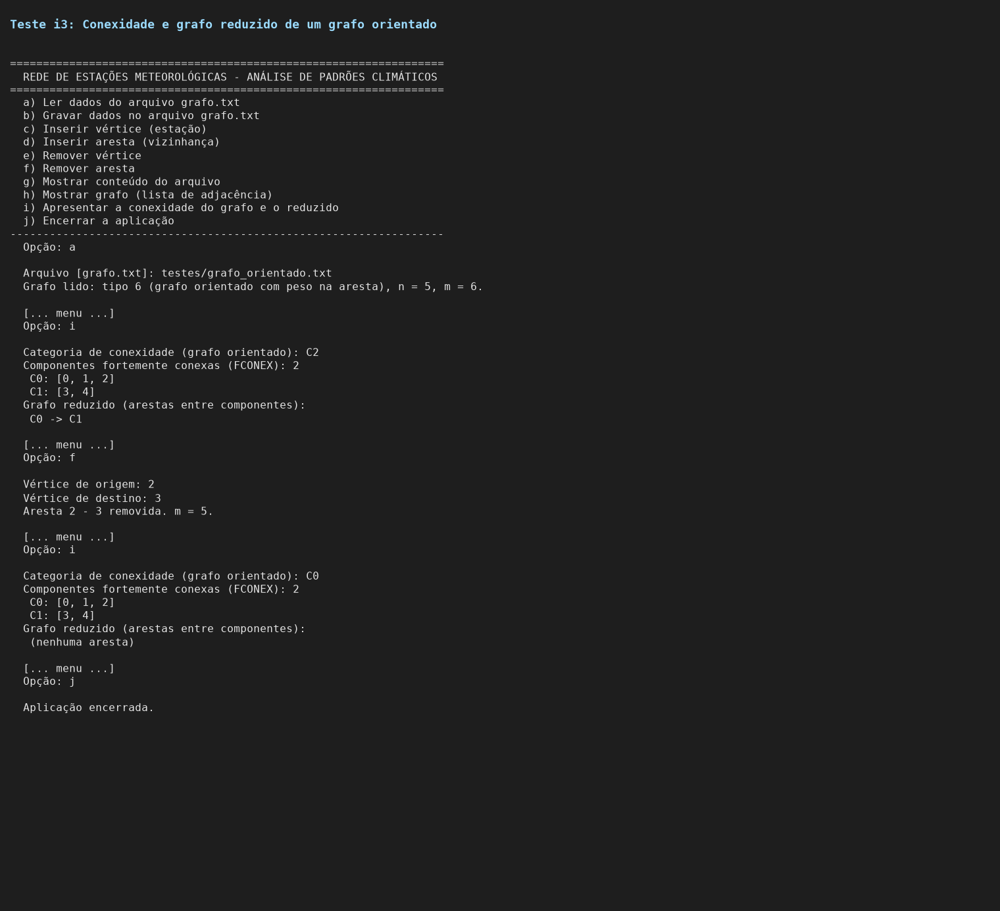 Teste i3: Conexidade e grafo reduzido de um grafo orientado
==================================================================
  REDE DE ESTAÇÕES METEOROLÓGICAS - ANÁLISE DE PADRÕES CLIMÁTICOS
==================================================================
  a) Ler dados do arquivo grafo.txt
  b) Gravar dados no arquivo grafo.txt
  c) Inserir vértice (estação)
  d) Inserir aresta (vizinhança)
  e) Remover vértice
  f) Remover aresta
  g) Mostrar conteúdo do arquivo
  h) Mostrar grafo (lista de adjacência)
  i) Apresentar a conexidade do grafo e o reduzido
  j) Encerrar a aplicação
------------------------------------------------------------------
  Opção: a
  Arquivo [grafo.txt]: testes/grafo_orientado.txt
  Grafo lido: tipo 6 (grafo orientado com peso na aresta), n = 5, m = 6.
  [... menu ...]
  Opção: i
  Categoria de conexidade (grafo orientado): C2
  Componentes fortemente conexas (FCONEX): 2
   C0: [0, 1, 2]
   C1: [3, 4]
  Grafo reduzido (arestas entre componentes):
   C0 -> C1
  [... menu ...]
  Opção: f
  Vértice de origem: 2
  Vértice de destino: 3
  Aresta 2 - 3 removida. m = 5.
  [... menu ...]
  Opção: i
  Categoria de conexidade (grafo orientado): C0
  Componentes fortemente conexas (FCONEX): 2
   C0: [0, 1, 2]
   C1: [3, 4]
  Grafo reduzido (arestas entre componentes):
   (nenhuma aresta)
  [... menu ...]
  Opção: j
  Aplicação encerrada.